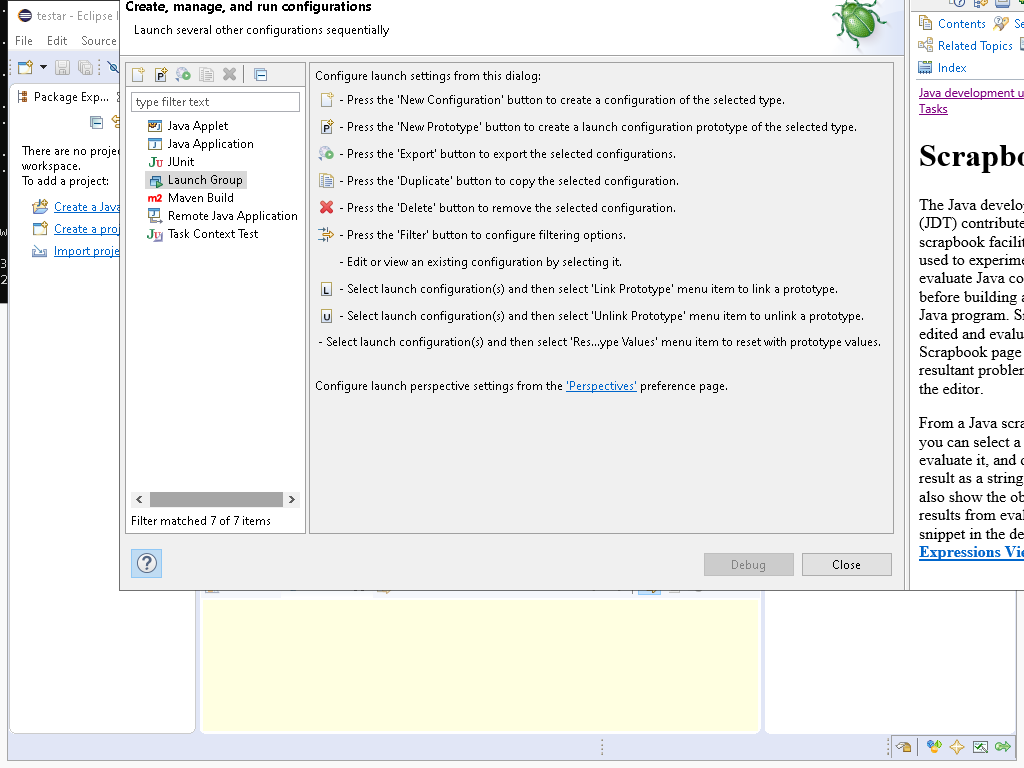 testar - Eclipse I
File Edit Source
Package Exp...
There are no proje
workspace.
To add a project:
Create a Java
Create a proj
Import proje
Create, manage, and run configurations
Launch several other configurations sequentially
type filter text
Java Applet
Java Application
Ju JUnit
Launch Group
m2 Maven Build
Remote Java Application
Ju Task Context Test
Filter matched 7 of 7 items
Configure launch settings from this dialog:
- Press the 'New Configuration' button to create a configuration of the selected type.
P - Press the 'New Prototype' button to create a launch configuration prototype of the selected type.
- Press the 'Export' button to export the selected configurations.
- Press the 'Duplicate' button to copy the selected configuration.
- Press the 'Delete' button to remove the selected configuration.
- Press the 'Filter' button to configure filtering options.
- Edit or view an existing configuration by selecting it.
L - Select launch configuration(s) and then select 'Link Prototype' menu item to link a prototype.
U - Select launch configuration(s) and then select 'Unlink Prototype' menu item to unlink a prototype.
- Select launch configuration(s) and then select 'Res...ype Values' menu item to reset with prototype values.
Configure launch perspective settings from the 'Perspectives' preference page.
?
Debug
Close
Contents Se
Related Topics
Index
Java development u
Tasks
Scrapbo
The Java develop
(JDT) contribute
scrapbook facilit
used to experime
evaluate Java co
before building a
Java program. Sn
edited and evalu
Scrapbook page
resultant problem
the editor.
From a Java scra
you can select a
evaluate it, and d
result as a string
also show the ob
results from eval
snippet in the de
Expressions Vie